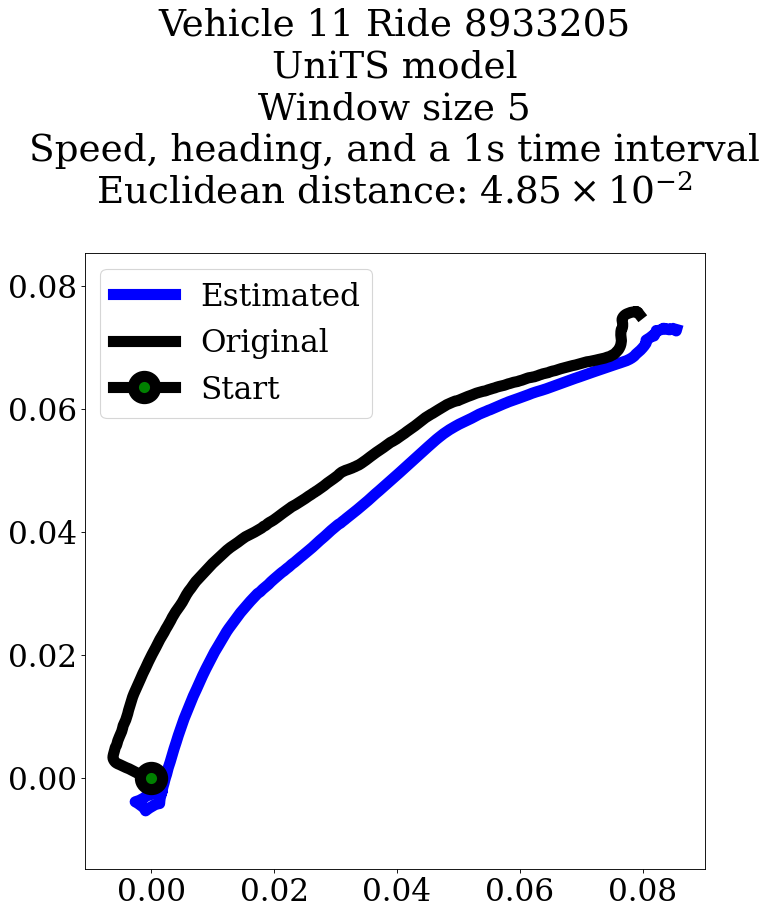 Vehicle 11 Ride 8933205
UniTS model
Window size 5
Speed, heading, and a 1s time interval
Euclidean distance: 4.85 × 10⁻²
0.08
0.06
0.04
0.02
0.00
Estimated
Original
Start
0.00 0.02 0.04 0.06 0.08